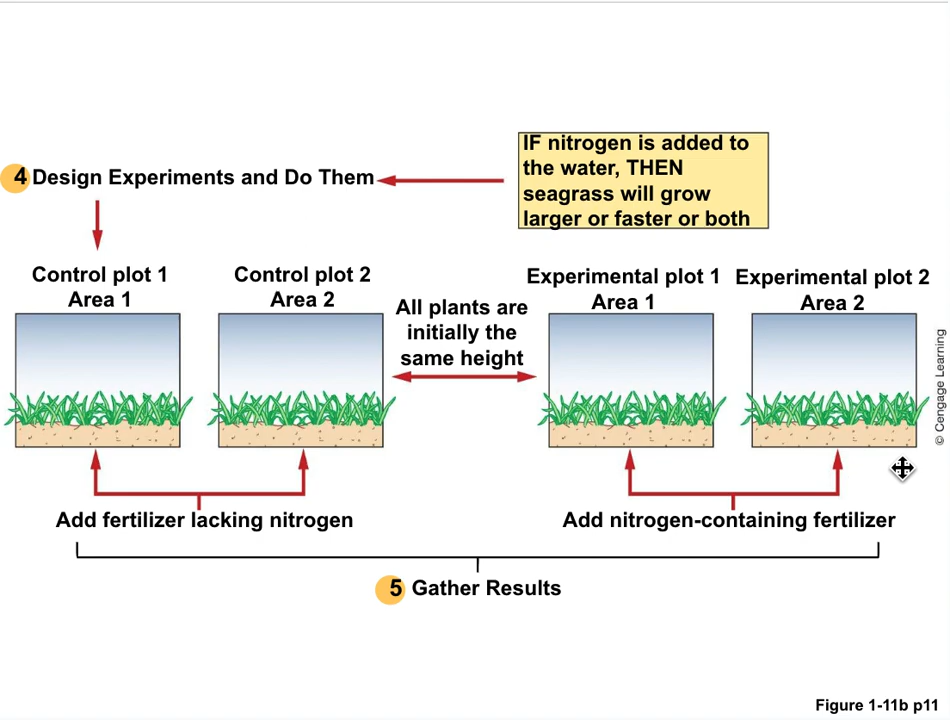 4 Design Experiments and Do Them
IF nitrogen is added to
the water, THEN
seagrass will grow
larger or faster or both
Control plot 1
Area 1
Control plot 2
Area 2
All plants are
initially the
same height
Experimental plot 1
Area 1
Experimental plot 2
Area 2
© Cengage Learning
Add fertilizer lacking nitrogen
Add nitrogen-containing fertilizer
5 Gather Results
Figure 1-11b p11